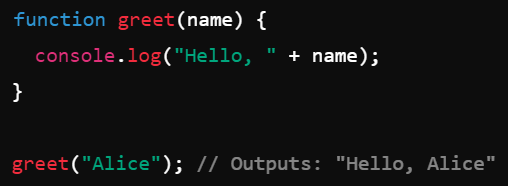 function greet(name) {
  console.log("Hello, " + name);
}

greet("Alice"); // Outputs: "Hello, Alice"